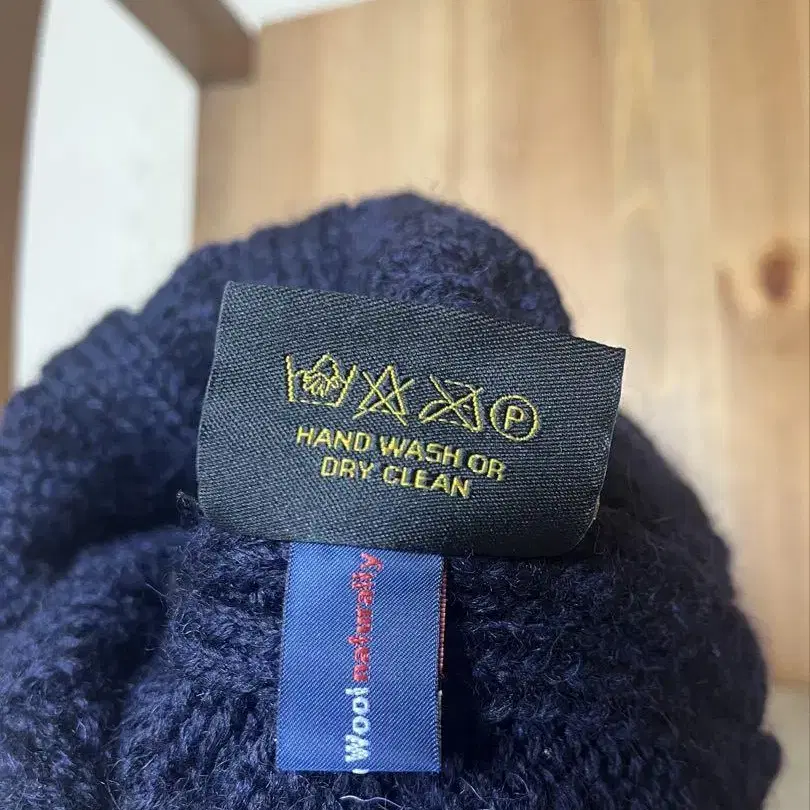 P
HAND WASH OR
DRY CLEAN
Wool naturally